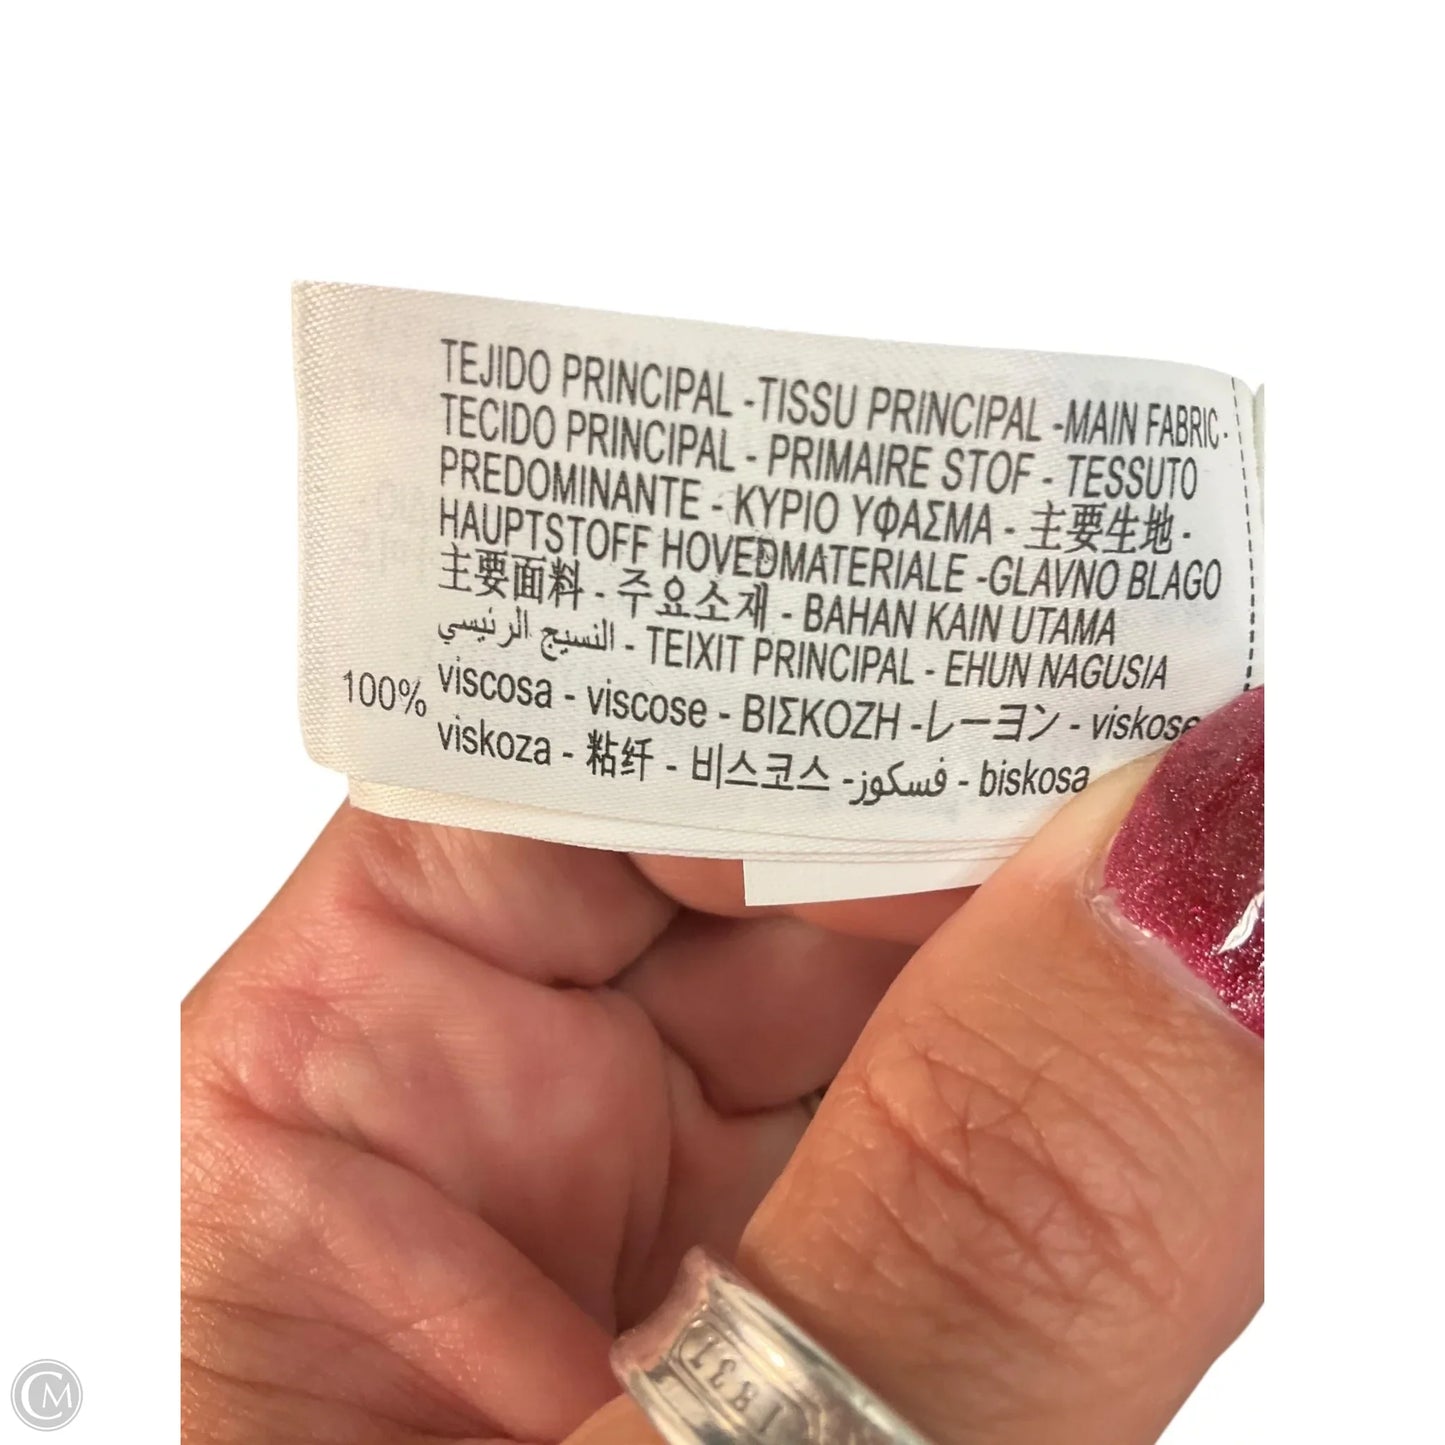 TEJIDO PRINCIPAL -TISSU PRINCIPAL -MAIN FABRIC-
TECIDO PRINCIPAL - PRIMAIRE STOF - TESSUTO
PREDOMINANTE - ΚΥΡΙΟ ΥΦΑΣΜΑ - 主要生地 -
HAUPTSTOFF HOVEDMATERIALE -GLAVNO BLAGO
主要面料 - 주요소재 - BAHAN KAIN UTAMA
النسيج الرئيسي - TEIXIT PRINCIPAL - EHUN NAGUSIA
100% viscosa - viscose - ΒΙΣΚΟΖΗ -レーヨン - viskose
viskoza - 粘纤 - 비스코스 -فسكوز - biskosa
1837
CM